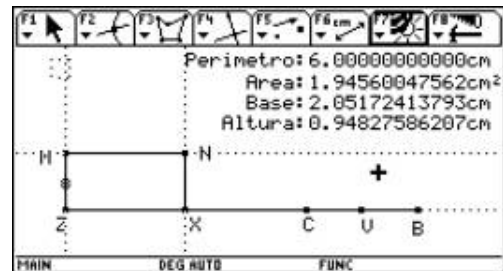 F1 F2 F3 F4 F5 F6 cm F7 F8
Perimetro:6.00000000000cm
Area:1.94560047562cm²
Base:2.05172413793cm
Altura:0.94827586207cm
M N
Z X C U B
MAIN DEG AUTO FUNC